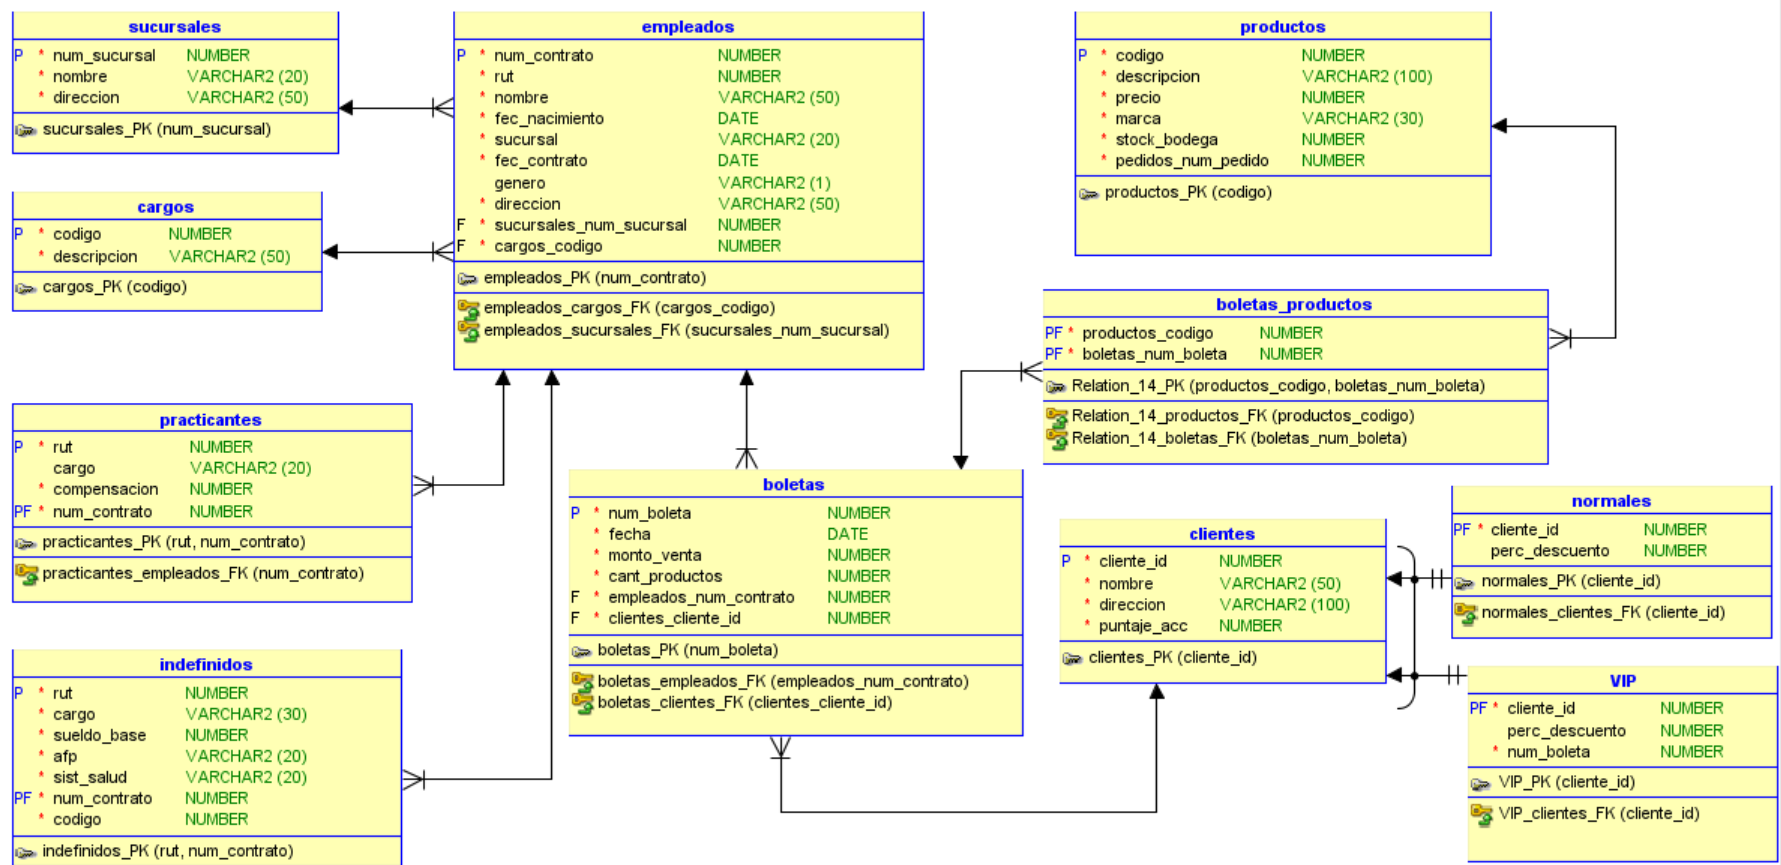 sucursales
P * num_sucursal NUMBER
* nombre VARCHAR2 (20)
* direccion VARCHAR2 (50)
sucursales_PK (num_sucursal)
cargos
P * codigo NUMBER
* descripcion VARCHAR2 (50)
cargos_PK (codigo)
empleados
P * num_contrato NUMBER
* rut NUMBER
* nombre VARCHAR2 (50)
* fec_nacimiento DATE
* sucursal VARCHAR2 (20)
* fec_contrato DATE
genero VARCHAR2 (1)
* direccion VARCHAR2 (50)
F * sucursales_num_sucursal NUMBER
F * cargos_codigo NUMBER
empleados_PK (num_contrato)
empleados_cargos_FK (cargos_codigo)
empleados_sucursales_FK (sucursales_num_sucursal)
productos
P * codigo NUMBER
* descripcion VARCHAR2 (100)
* precio NUMBER
* marca VARCHAR2 (30)
* stock_bodega NUMBER
* pedidos_num_pedido NUMBER
productos_PK (codigo)
boletas_productos
PF * productos_codigo NUMBER
PF * boletas_num_boleta NUMBER
Relation_14_PK (productos_codigo, boletas_num_boleta)
Relation_14_productos_FK (productos_codigo)
Relation_14_boletas_FK (boletas_num_boleta)
practicantes
P * rut NUMBER
cargo VARCHAR2 (20)
* compensacion NUMBER
PF * num_contrato NUMBER
practicantes_PK (rut, num_contrato)
practicantes_empleados_FK (num_contrato)
boletas
P * num_boleta NUMBER
* fecha DATE
* monto_venta NUMBER
* cant_productos NUMBER
F * empleados_num_contrato NUMBER
F * clientes_cliente_id NUMBER
boletas_PK (num_boleta)
boletas_empleados_FK (empleados_num_contrato)
boletas_clientes_FK (clientes_cliente_id)
clientes
P * cliente_id NUMBER
* nombre VARCHAR2 (50)
* direccion VARCHAR2 (100)
* puntaje_acc NUMBER
clientes_PK (cliente_id)
normales
PF * cliente_id NUMBER
perc_descuento NUMBER
normales_PK (cliente_id)
normales_clientes_FK (cliente_id)
indefinidos
P * rut NUMBER
* cargo VARCHAR2 (30)
* sueldo_base NUMBER
* afp VARCHAR2 (20)
* sist_salud VARCHAR2 (20)
PF * num_contrato NUMBER
* codigo NUMBER
indefinidos_PK (rut, num_contrato)
VIP
PF * cliente_id NUMBER
perc_descuento NUMBER
* num_boleta NUMBER
VIP_PK (cliente_id)
VIP_clientes_FK (cliente_id)